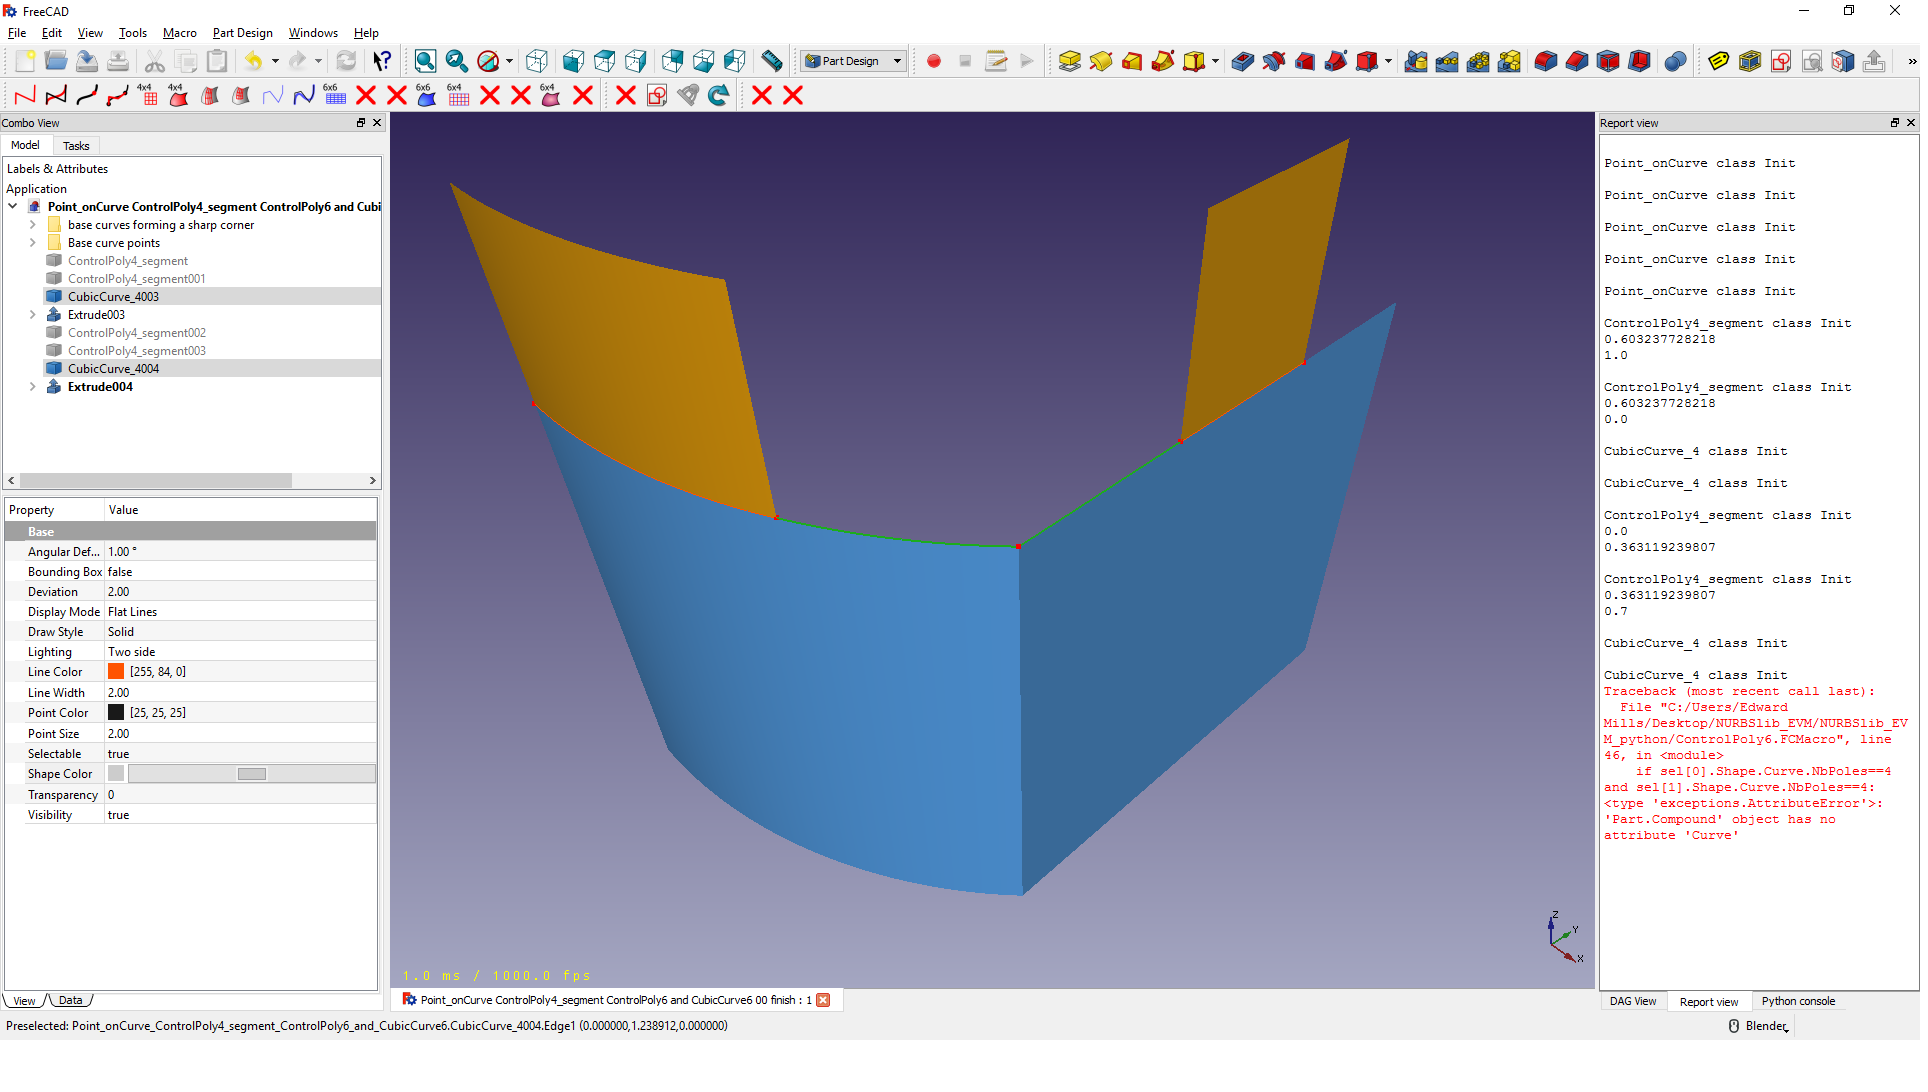 FreeCAD
File Edit View Tools Macro Part Design Windows Help
Part Design
4x4 4x4 6x6 6x6 6x4 6x4
Combo View
Model Tasks
Labels & Attributes
Application
Point_onCurve ControlPoly4_segment ControlPoly6 and Cubi
base curves forming a sharp corner
Base curve points
ControlPoly4_segment
ControlPoly4_segment001
CubicCurve_4003
Extrude003
ControlPoly4_segment002
ControlPoly4_segment003
CubicCurve_4004
Extrude004
Property Value
Base
Angular Def... 1.00 °
Bounding Box false
Deviation 2.00
Display Mode Flat Lines
Draw Style Solid
Lighting Two side
Line Color [255, 84, 0]
Line Width 2.00
Point Color [25, 25, 25]
Point Size 2.00
Selectable true
Shape Color
Transparency 0
Visibility true
View Data
1.0 ms / 1000.0 fps
Z
Y
X
Point_onCurve ControlPoly4_segment ControlPoly6 and CubicCurve6 00 finish : 1
Report view
Point_onCurve class Init
Point_onCurve class Init
Point_onCurve class Init
Point_onCurve class Init
Point_onCurve class Init
ControlPoly4_segment class Init
0.603237728218
1.0
ControlPoly4_segment class Init
0.603237728218
0.0
CubicCurve_4 class Init
CubicCurve_4 class Init
ControlPoly4_segment class Init
0.0
0.363119239807
ControlPoly4_segment class Init
0.363119239807
0.7
CubicCurve_4 class Init
CubicCurve_4 class Init
Traceback (most recent call last):
File "C:/Users/Edward
Mills/Desktop/NURBSlib_EVM/NURBSlib_EV
M_python/ControlPoly6.FCMacro", line
46, in <module>
if sel[0].Shape.Curve.NbPoles==4
and sel[1].Shape.Curve.NbPoles==4:
<type 'exceptions.AttributeError'>:
'Part.Compound' object has no
attribute 'Curve'
DAG View Report view Python console
Preselected: Point_onCurve_ControlPoly4_segment_ControlPoly6_and_CubicCurve6.CubicCurve_4004.Edge1 (0.000000,1.238912,0.000000)
Blender